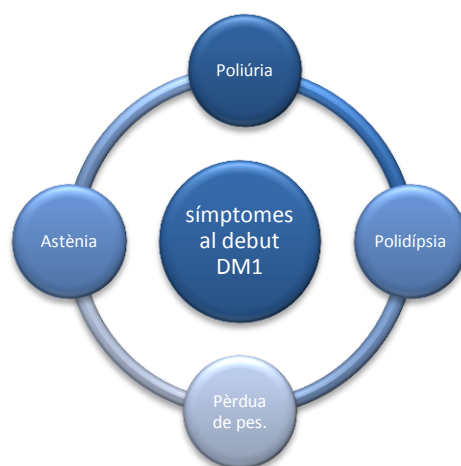 Poliúria
símptomes
al debut
DM1
Astènia
Polidípsia
Pèrdua
de pes.